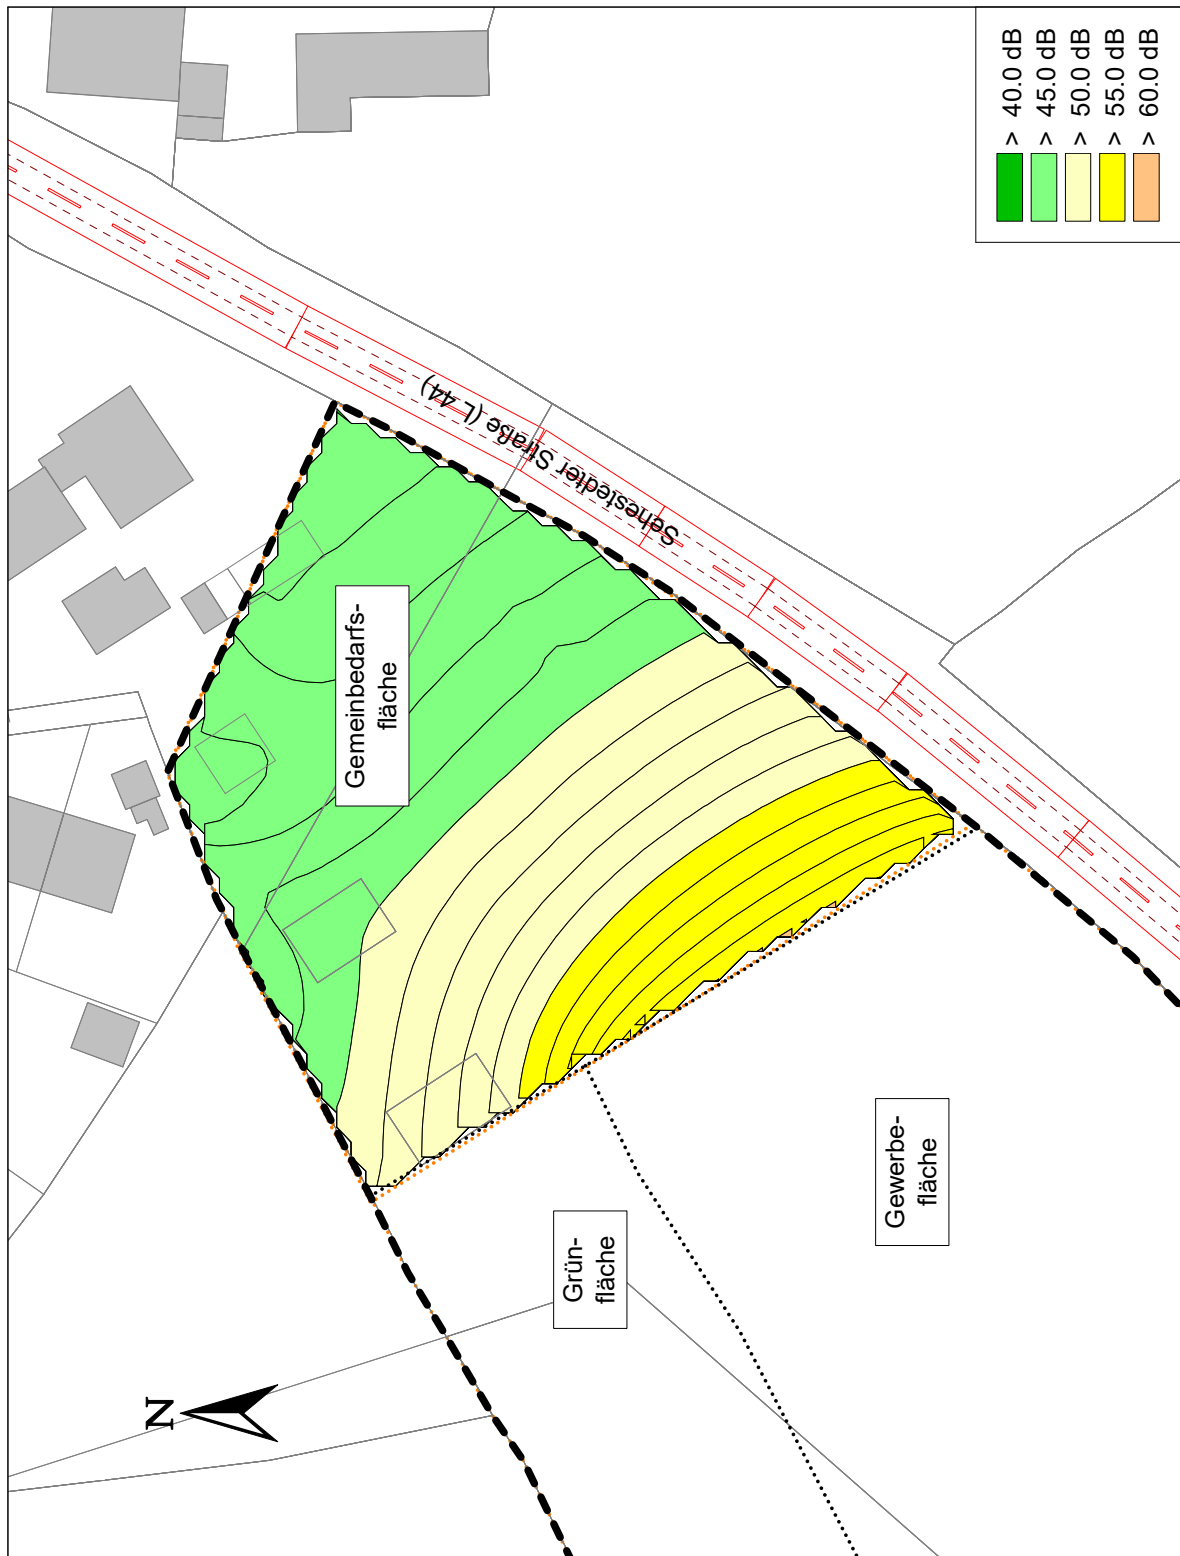 > 40.0 dB
> 45.0 dB
> 50.0 dB
> 55.0 dB
> 60.0 dB
Sehestedter Straße (L 44)
Gemeinbedarfs-
fläche
Grün-
fläche
Gewerbe-
fläche
N